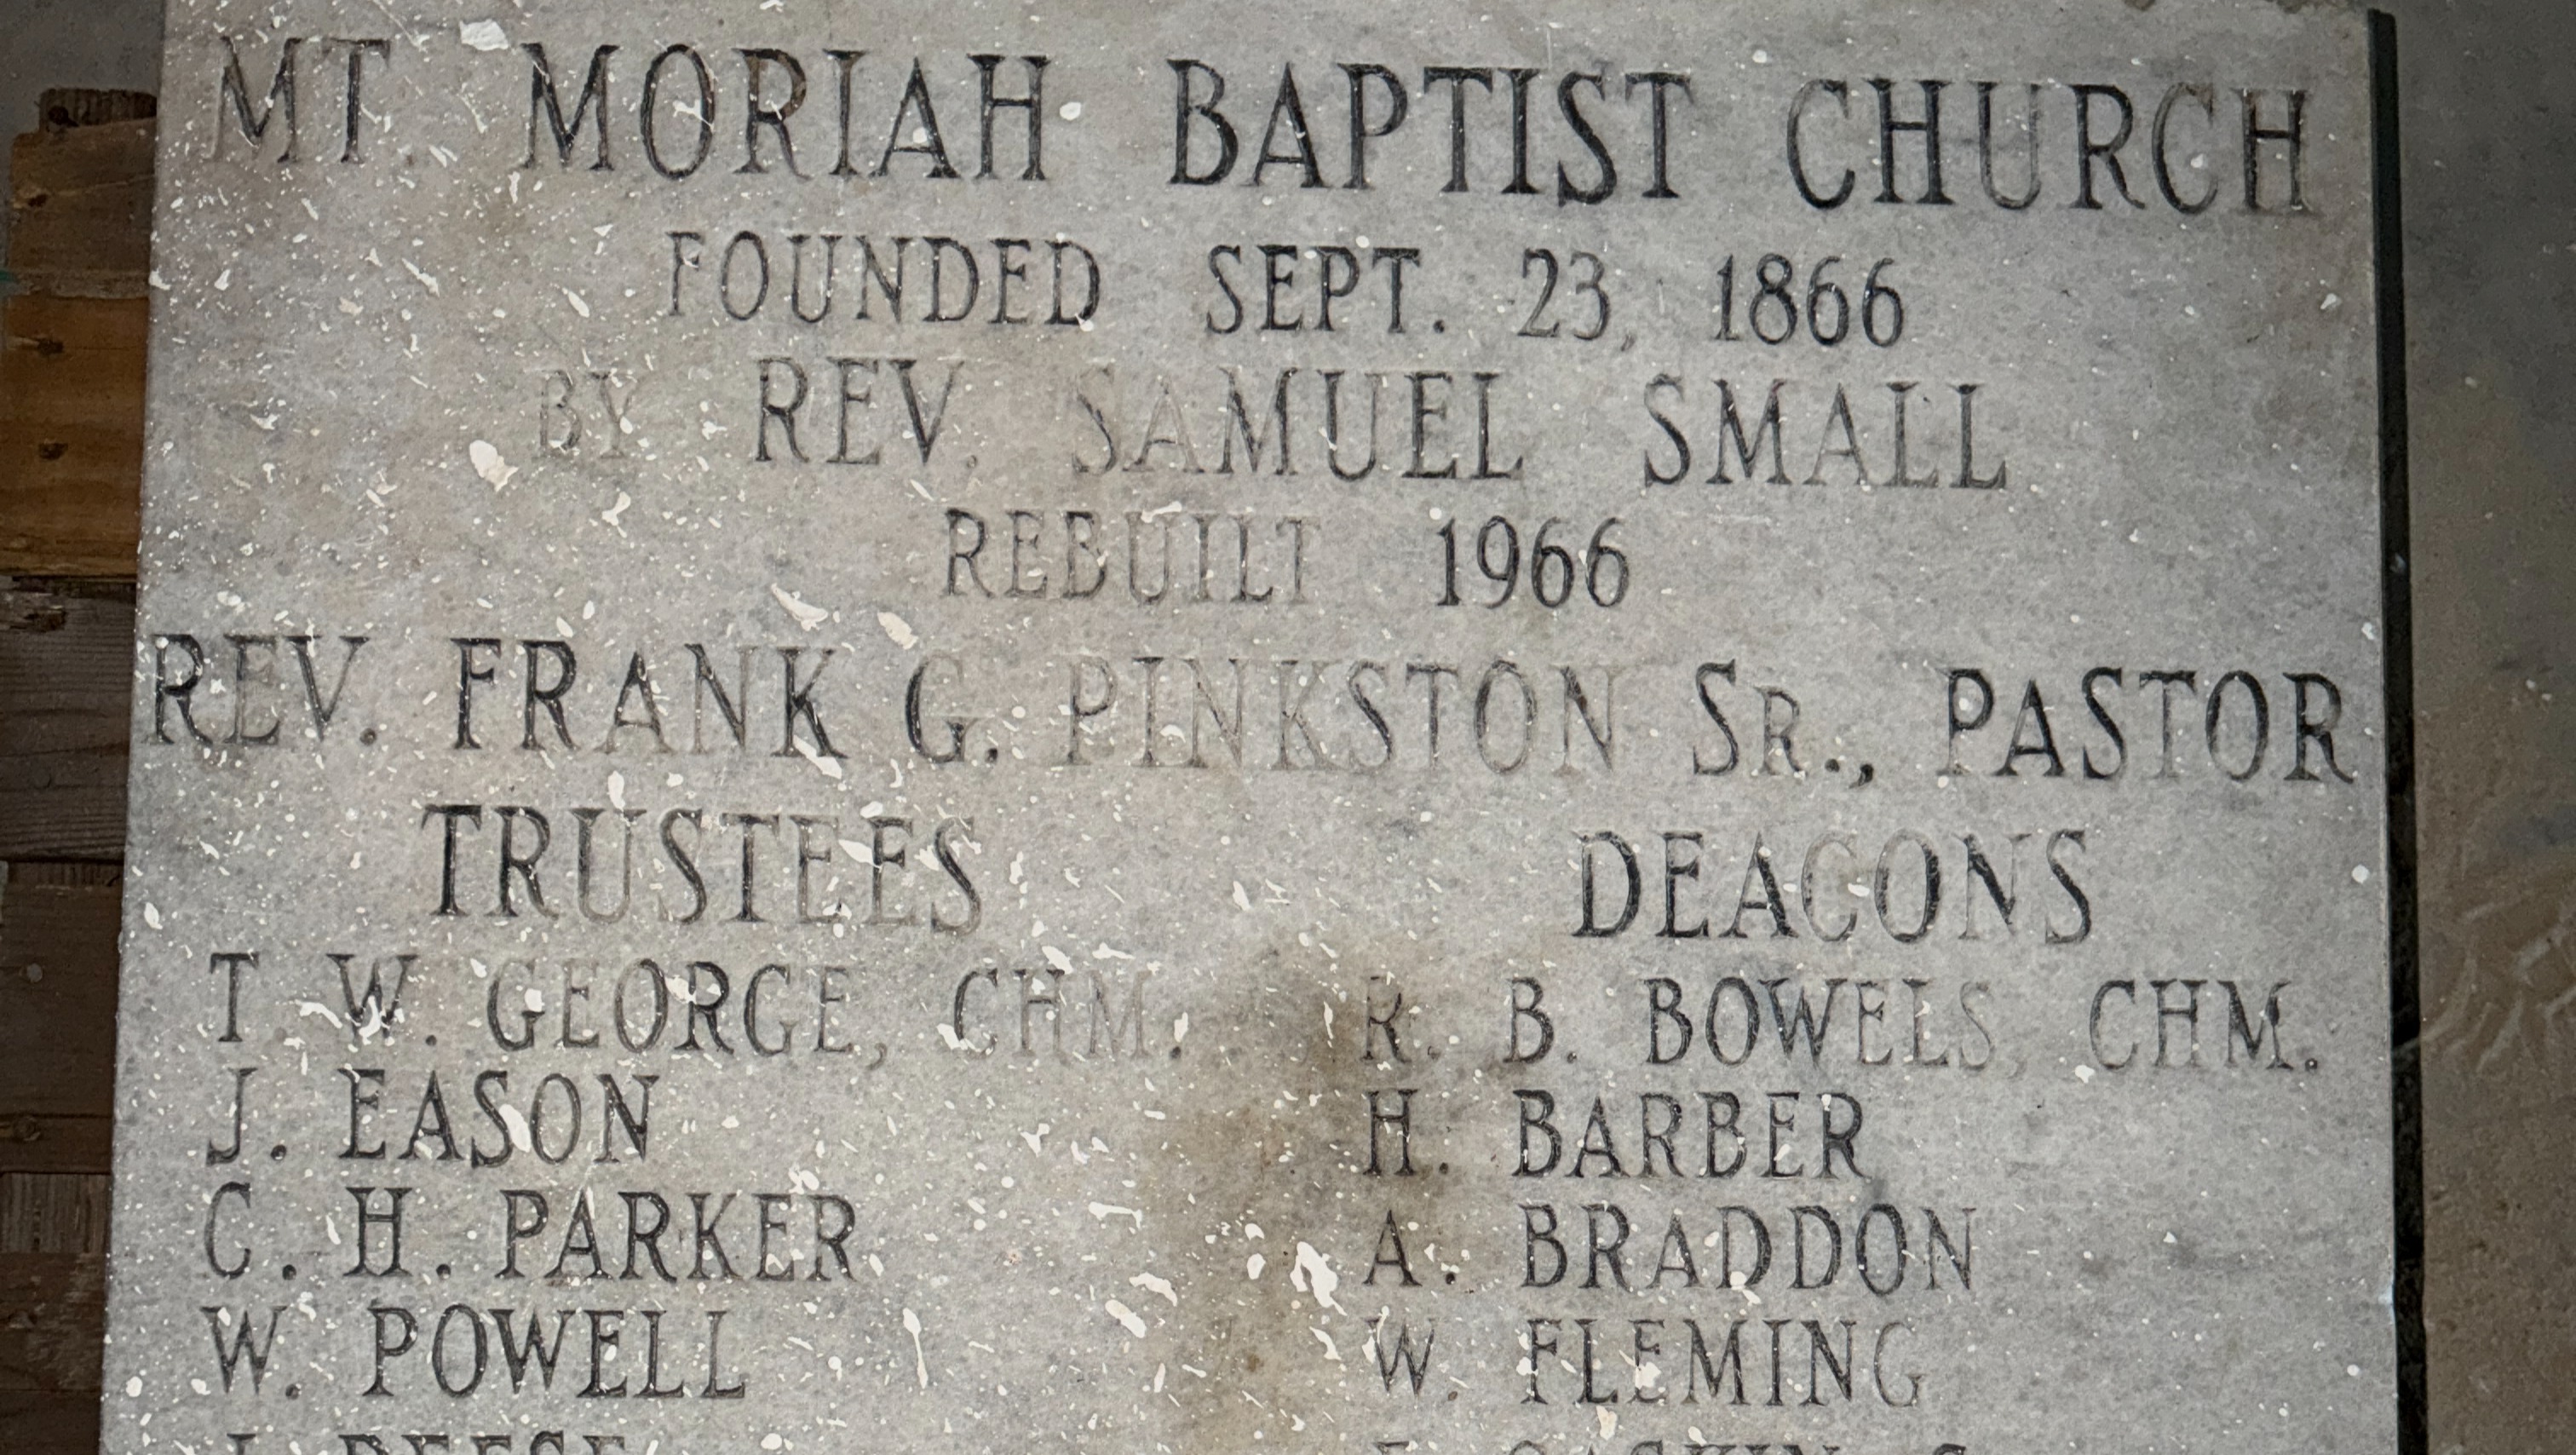 MT. MORIAH BAPTIST CHURCH
FOUNDED SEPT. 23, 1866
BY REV. SAMUEL SMALL
REBUILT 1966
REV. FRANK G. PINKSTON SR., PASTOR
TRUSTEES DEACONS
T. W. GEORGE, CHM. R. B. BOWELS, CHM.
J. EASON H. BARBER
C. H. PARKER A. BRADDON
W. POWELL W. FLEMING
REESE